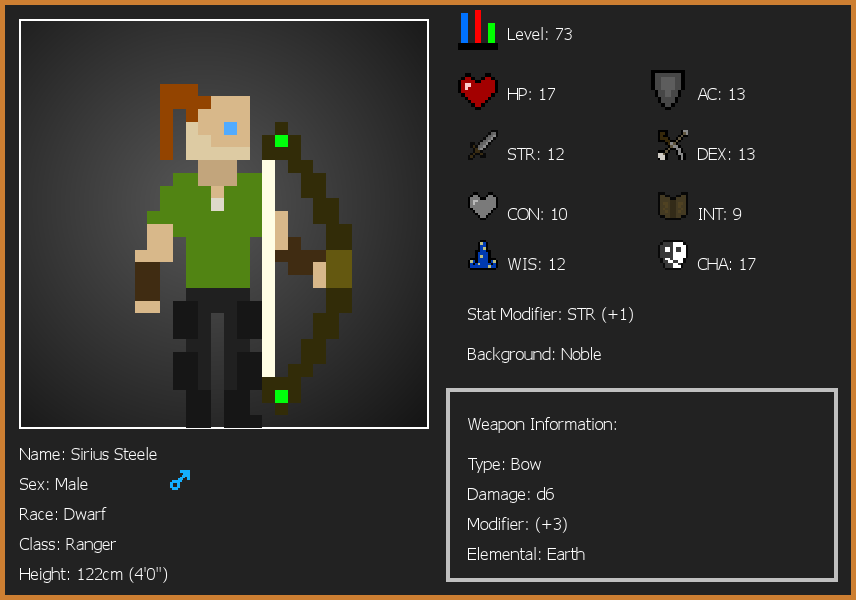 Level: 73
HP: 17
AC: 13
STR: 12
DEX: 13
CON: 10
INT: 9
WIS: 12
CHA: 17
Stat Modifier: STR (+1)
Background: Noble
Weapon Information:
Type: Bow
Damage: d6
Modifier: (+3)
Elemental: Earth
Name: Sirius Steele
Sex: Male
Race: Dwarf
Class: Ranger
Height: 122cm (4'0")